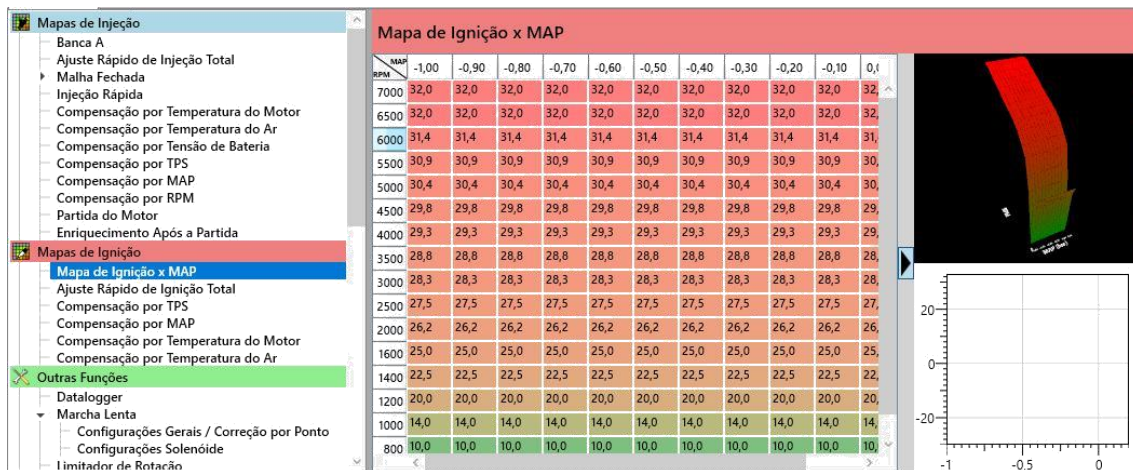 Mapas de Injeção
Banca A
Ajuste Rápido de Injeção Total
Malha Fechada
Injeção Rápida
Compensação por Temperatura do Motor
Compensação por Temperatura do Ar
Compensação por Tensão de Bateria
Compensação por TPS
Compensação por MAP
Compensação por RPM
Partida do Motor
Enriquecimento Após a Partida
Mapas de Ignição
Mapa de Ignição x MAP
Ajuste Rápido de Ignição Total
Compensação por TPS
Compensação por MAP
Compensação por Temperatura do Motor
Compensação por Temperatura do Ar
Outras Funções
Datalogger
Marcha Lenta
Configurações Gerais / Correção por Ponto
Configurações Solenóide
Limitador de Rotação
Mapa de Ignição x MAP
MAP
RPM
-1,00 -0,90 -0,80 -0,70 -0,60 -0,50 -0,40 -0,30 -0,20 -0,10 0,0
7000 32,0 32,0 32,0 32,0 32,0 32,0 32,0 32,0 32,0 32,0 32,
6500 32,0 32,0 32,0 32,0 32,0 32,0 32,0 32,0 32,0 32,0 32,
6000 31,4 31,4 31,4 31,4 31,4 31,4 31,4 31,4 31,4 31,4 31,
5500 30,9 30,9 30,9 30,9 30,9 30,9 30,9 30,9 30,9 30,9 30,
5000 30,4 30,4 30,4 30,4 30,4 30,4 30,4 30,4 30,4 30,4 30,
4500 29,8 29,8 29,8 29,8 29,8 29,8 29,8 29,8 29,8 29,8 29,
4000 29,3 29,3 29,3 29,3 29,3 29,3 29,3 29,3 29,3 29,3 29,
3500 28,8 28,8 28,8 28,8 28,8 28,8 28,8 28,8 28,8 28,8 28,
3000 28,3 28,3 28,3 28,3 28,3 28,3 28,3 28,3 28,3 28,3 28,
2500 27,5 27,5 27,5 27,5 27,5 27,5 27,5 27,5 27,5 27,5 27,
2000 26,2 26,2 26,2 26,2 26,2 26,2 26,2 26,2 26,2 26,2 26,
1600 25,0 25,0 25,0 25,0 25,0 25,0 25,0 25,0 25,0 25,0 25,
1400 22,5 22,5 22,5 22,5 22,5 22,5 22,5 22,5 22,5 22,5 22,
1200 20,0 20,0 20,0 20,0 20,0 20,0 20,0 20,0 20,0 20,0 20,
1000 14,0 14,0 14,0 14,0 14,0 14,0 14,0 14,0 14,0 14,0 14,
800 10,0 10,0 10,0 10,0 10,0 10,0 10,0 10,0 10,0 10,0 10,
MAP (bar)
20
0
-20
-1 -0.5 0